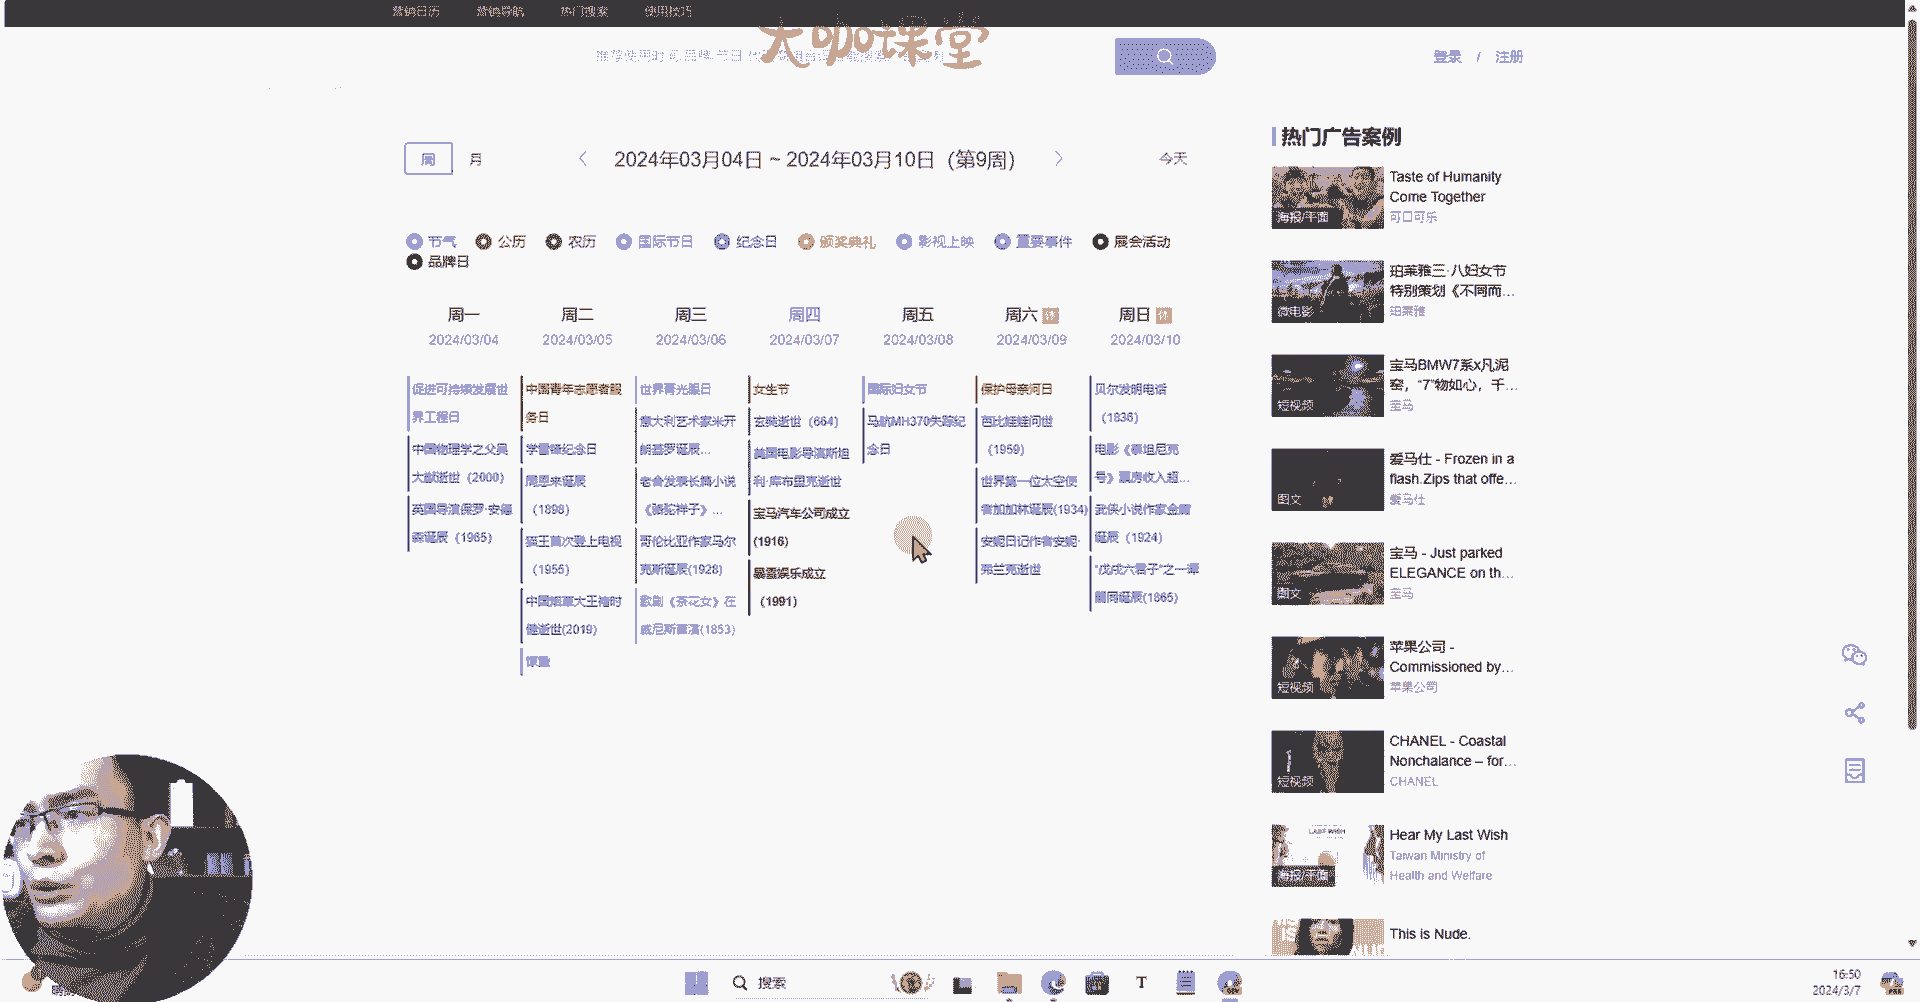 营销日历 营销导航 热门搜索 使用技巧
大咖课堂
登录 / 注册
周 月 2024年03月04日 ~ 2024年03月10日 (第9周) 今天
节气 公历 农历 国际节日 纪念日 颁奖典礼 影视上映 重要事件 展会活动
品牌日
周一 周二 周三 周四 周五 周六 休 周日 休
2024/03/04 2024/03/05 2024/03/06 2024/03/07 2024/03/08 2024/03/09 2024/03/10
促进可持续发展世
界工程日
中国物理学之父吴
大猷逝世（2000）
英国导演保罗·安德
森诞辰（1965）
中国青年志愿者服
务日
学雷锋纪念日
周恩来诞辰
（1898）
猫王首次登上电视
（1955）
中国烟草大王褚时
健逝世(2019)
惊蛰
世界青光眼日
意大利艺术家米开
朗基罗诞辰...
老舍发表长篇小说
《骆驼祥子》...
哥伦比亚作家马尔
克斯诞辰(1928)
歌剧《茶花女》在
威尼斯首演(1853)
女生节
玄奘逝世（664）
美国电影导演斯坦
利·库布里克逝世
宝马汽车公司成立
(1916)
暴雪娱乐成立
（1991）
国际妇女节
马航MH370失踪纪
念日
保护母亲河日
芭比娃娃问世
（1959）
世界第一位太空使
者加加林诞辰(1934)
安妮日记作者安妮·
弗兰克逝世
贝尔发明电话
（1836）
电影《泰坦尼克
号》票房收入超...
武侠小说作家金庸
诞辰（1924）
“戊戌六君子”之一谭
嗣同诞辰(1865)
热门广告案例
海报/平面
Taste of Humanity
Come Together
可口可乐
微电影
珀莱雅三·八妇女节
特别策划《不同而...
珀莱雅
短视频
宝马BMW7系x凡泥
窑，“7”物如心，千...
宝马
图文
爱马仕 - Frozen in a
flash.Zips that offe...
爱马仕
图文
宝马 - Just parked
ELEGANCE on th...
宝马
短视频
苹果公司 -
Commissioned by...
苹果公司
短视频
CHANEL - Coastal
Nonchalance – for...
CHANEL
LAST WISH
海报/平面
Hear My Last Wish
Taiwan Ministry of
Health and Welfare
This is Nude.
搜索
16:50
2024/3/7